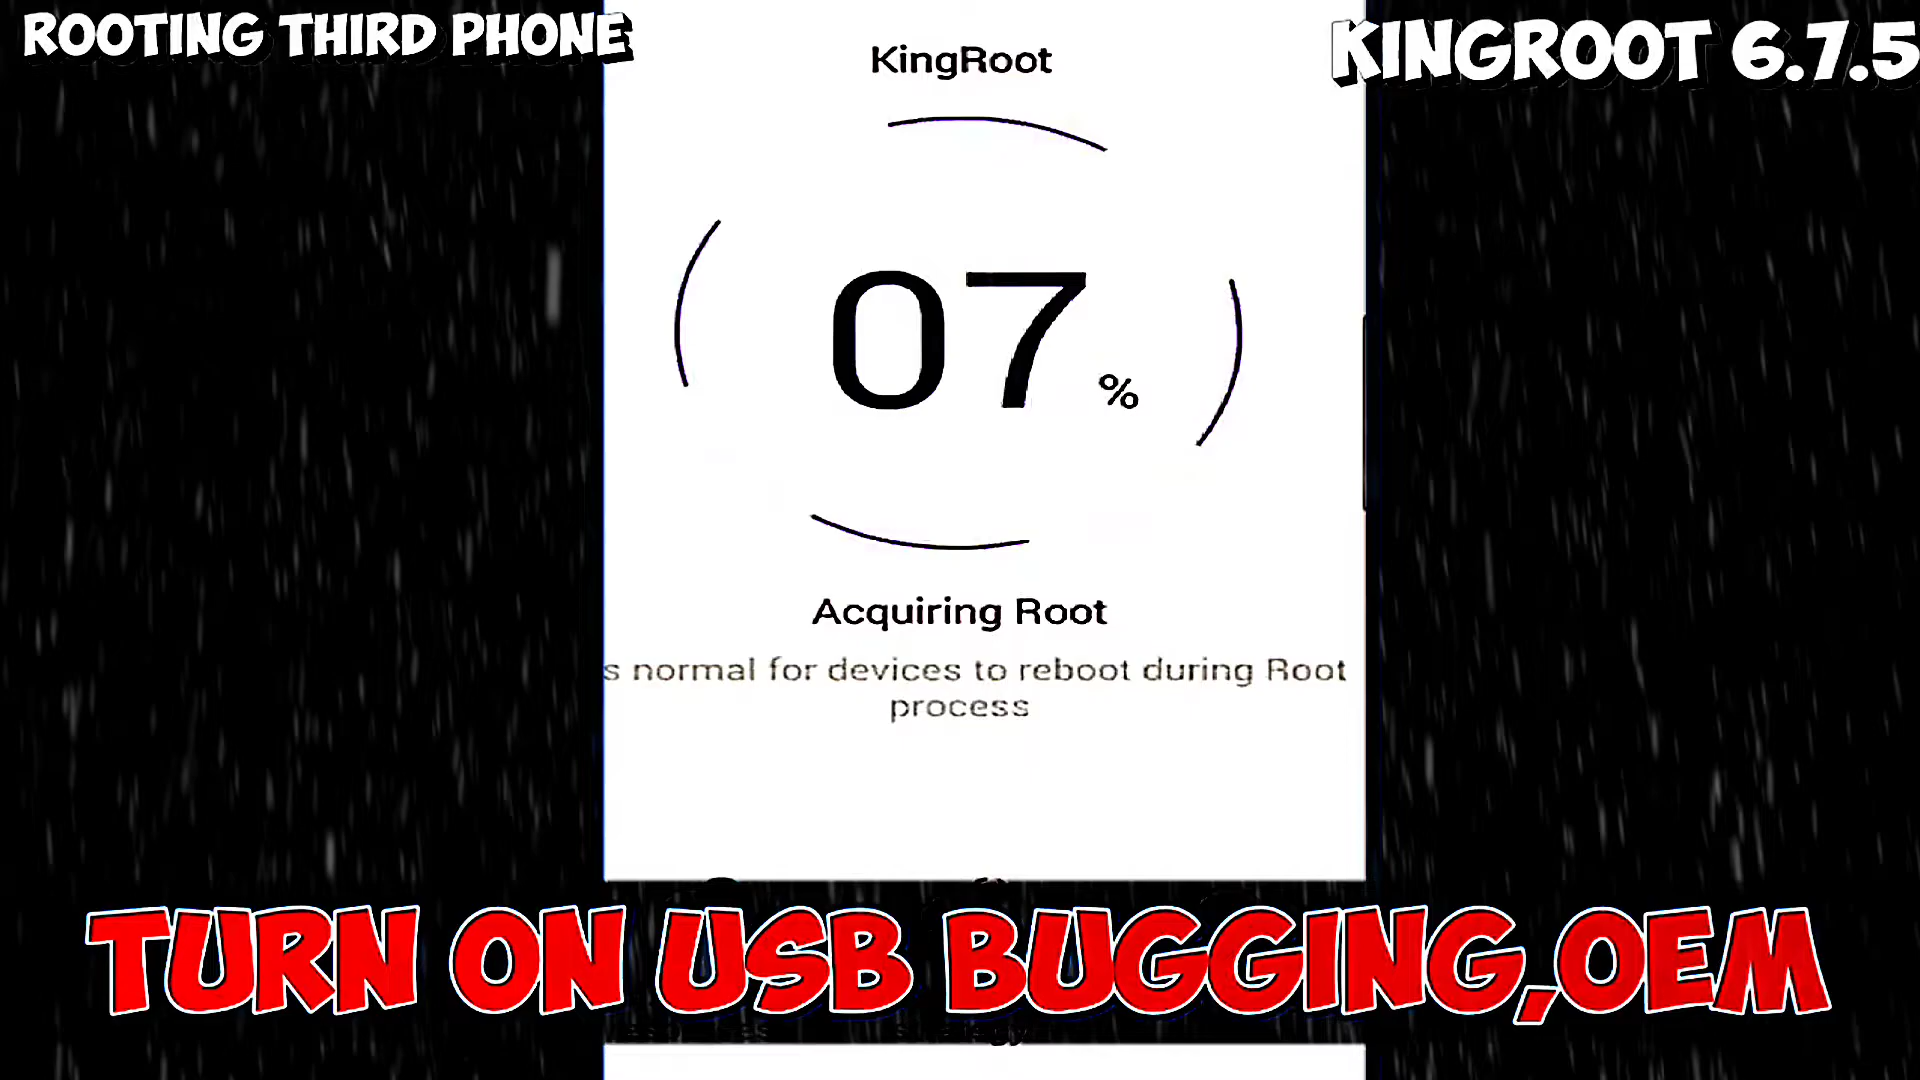 ROOTING THIRD PHONE
KINGROOT 6.7.5
KingRoot
07 %
Acquiring Root
s normal for devices to reboot during Root
process
TURN ON USB BUGGING,OEM